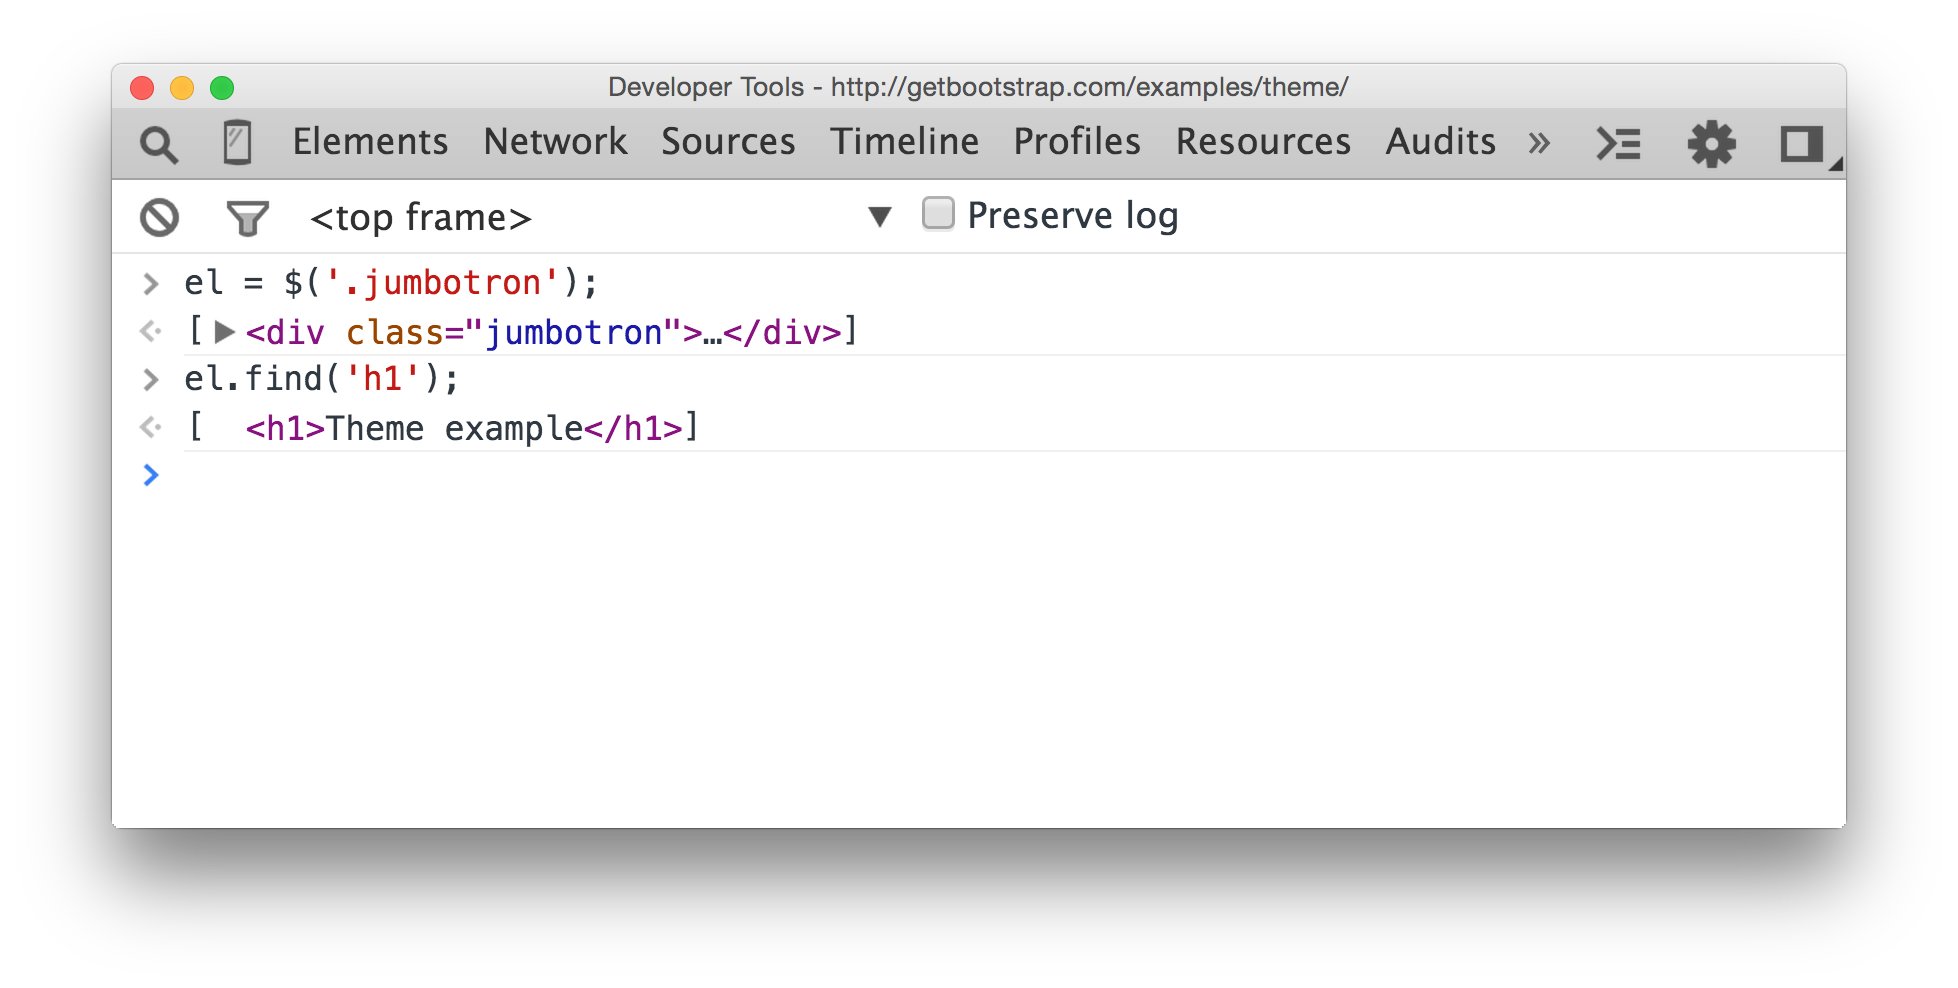 Developer Tools - http://getbootstrap.com/examples/theme/
Elements Network Sources Timeline Profiles Resources Audits »
<top frame> ▼ Preserve log
> el = $('.jumbotron');
[▶<div class="jumbotron">…</div>]
> el.find('h1');
[ <h1>Theme example</h1>]
>